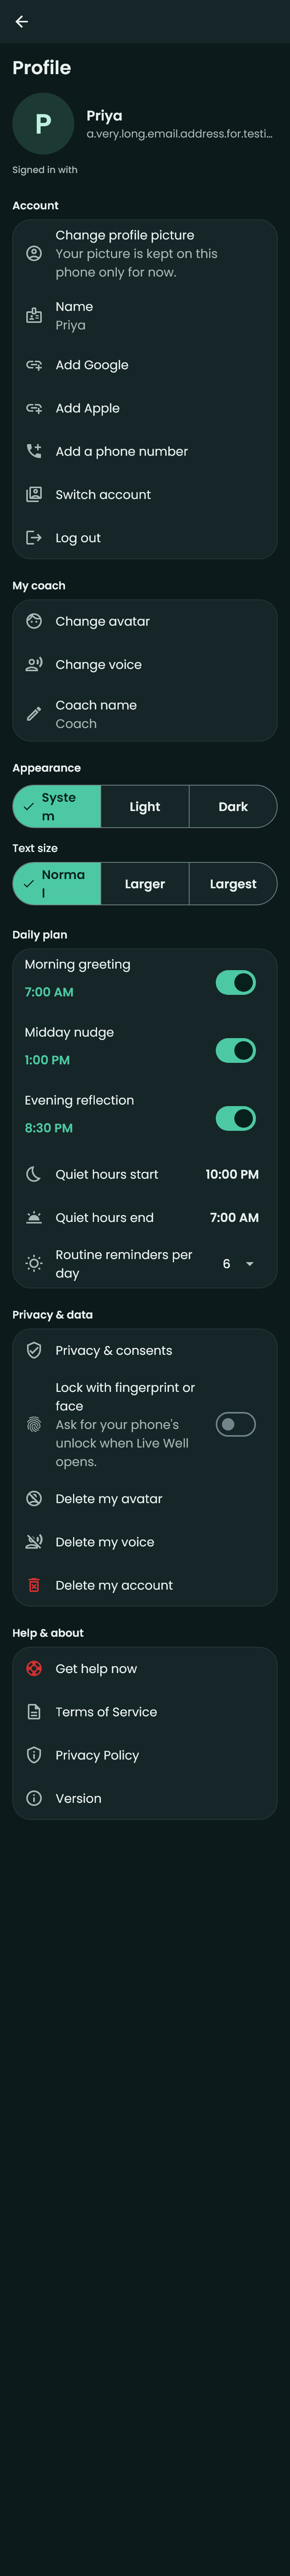 Profile
P
Priya
a.very.long.email.address.for.testi...
Signed in with
Account
Change profile picture
Your picture is kept on this
phone only for now.
Name
Priya
Add Google
Add Apple
Add a phone number
Switch account
Log out
My coach
Change avatar
Change voice
Coach name
Coach
Appearance
Syste
m
Light
Dark
Text size
Norma
l
Larger
Largest
Daily plan
Morning greeting
7:00 AM
Midday nudge
1:00 PM
Evening reflection
8:30 PM
Quiet hours start
10:00 PM
Quiet hours end
7:00 AM
Routine reminders per
day
6
Privacy & data
Privacy & consents
Lock with fingerprint or
face
Ask for your phone's
unlock when Live Well
opens.
Delete my avatar
Delete my voice
Delete my account
Help & about
Get help now
Terms of Service
Privacy Policy
Version